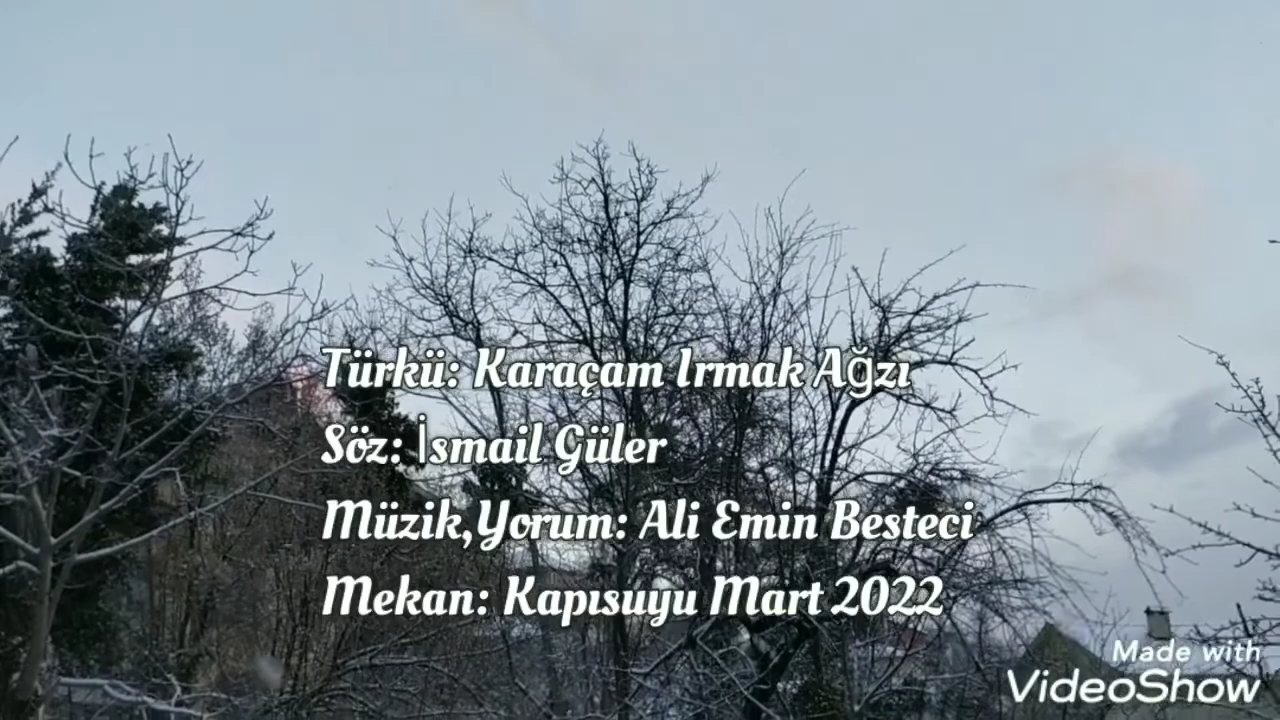 Türkü: Karaçam Irmak Ağzı
Söz: İsmail Güler
Müzik,Yorum: Ali Emin Besteci
Mekan: Kapısuyu Mart 2022
Made with
VideoShow